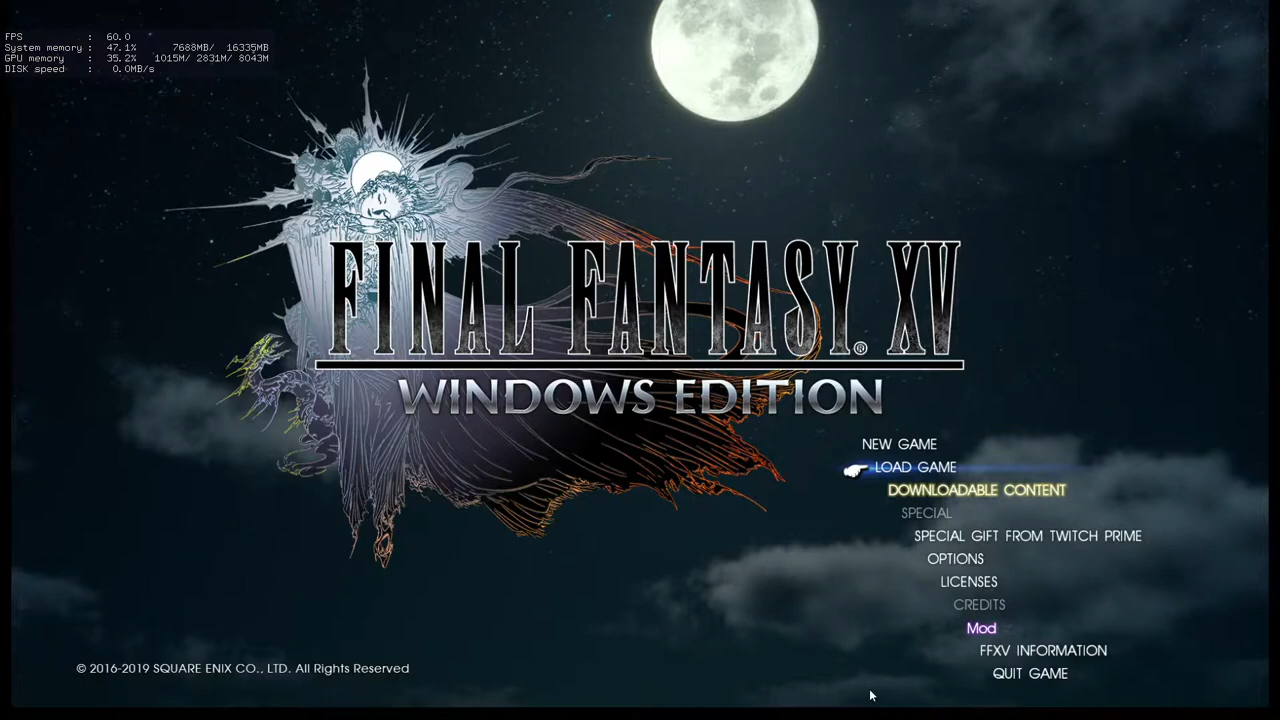 FPS : 60.0
System memory : 47.1% 7688MB/ 16335MB
GPU memory : 35.2% 1015M/ 2831M/ 8043M
DISK speed : 0.0MB/s
FINAL FANTASY® XV
WINDOWS EDITION
NEW GAME
LOAD GAME
DOWNLOADABLE CONTENT
SPECIAL
SPECIAL GIFT FROM TWITCH PRIME
OPTIONS
LICENSES
CREDITS
Mod
FFXV INFORMATION
QUIT GAME
© 2016-2019 SQUARE ENIX CO., LTD. All Rights Reserved